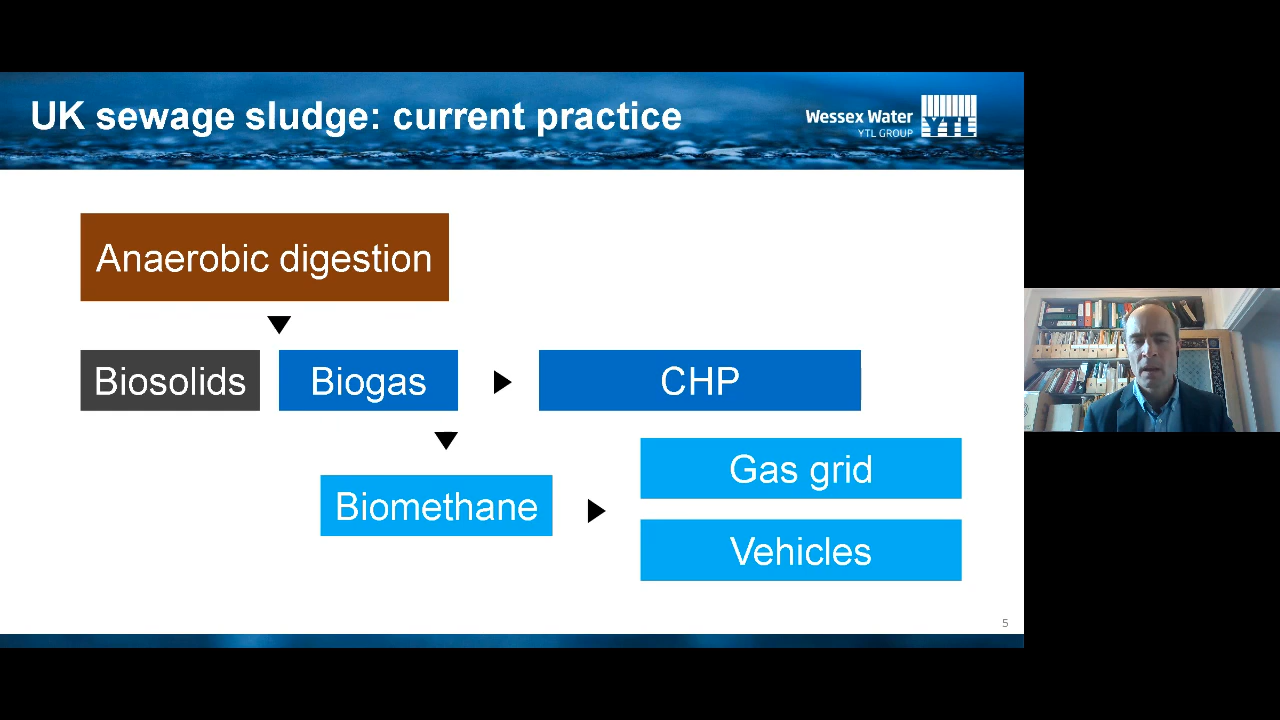 UK sewage sludge: current practice
Wessex Water
YTL GROUP
YTL
Anaerobic digestion
Biosolids
Biogas
CHP
Gas grid
Biomethane
Vehicles
5